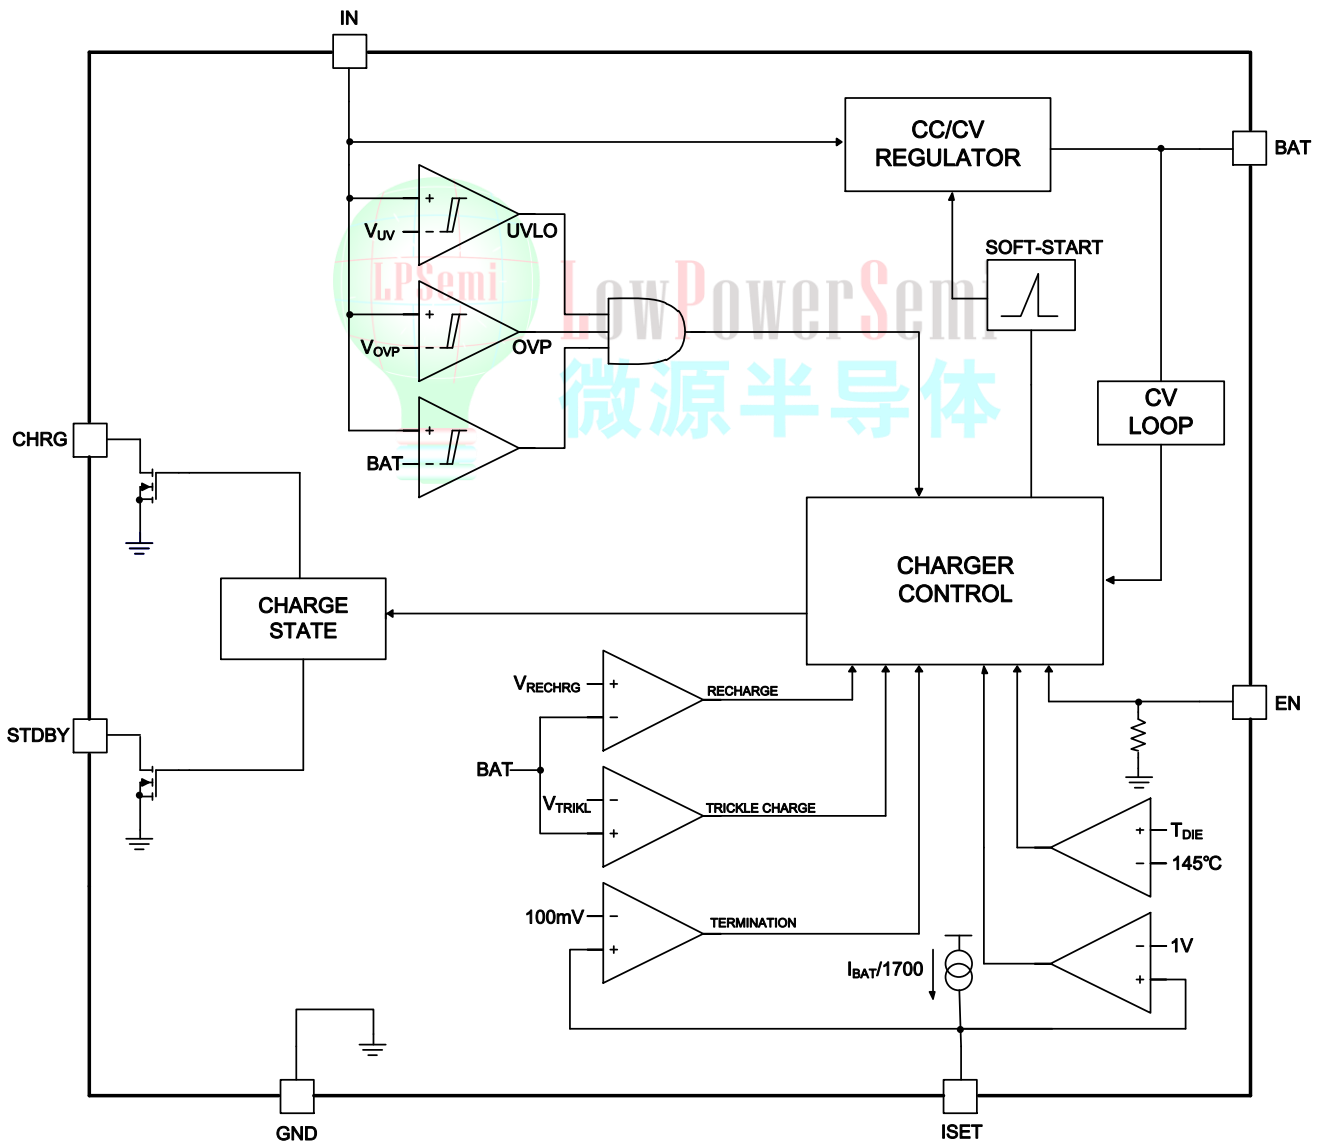 IN
CC/CV
REGULATOR
BAT
+
VUV
-
UVLO
SOFT-START
LPSemi
LowPowerSemi
+
VOVP
-
OVP
微源半导体
CV
LOOP
+
BAT
-
CHRG
CHARGER
CONTROL
CHARGE
STATE
VRECHRG
+
-
RECHARGE
EN
STDBY
BAT
VTRIKL
-
+
TRICKLE CHARGE
+
TDIE
-
145℃
100mV
-
+
TERMINATION
-
1V
+
IBAT/1700
GND
ISET